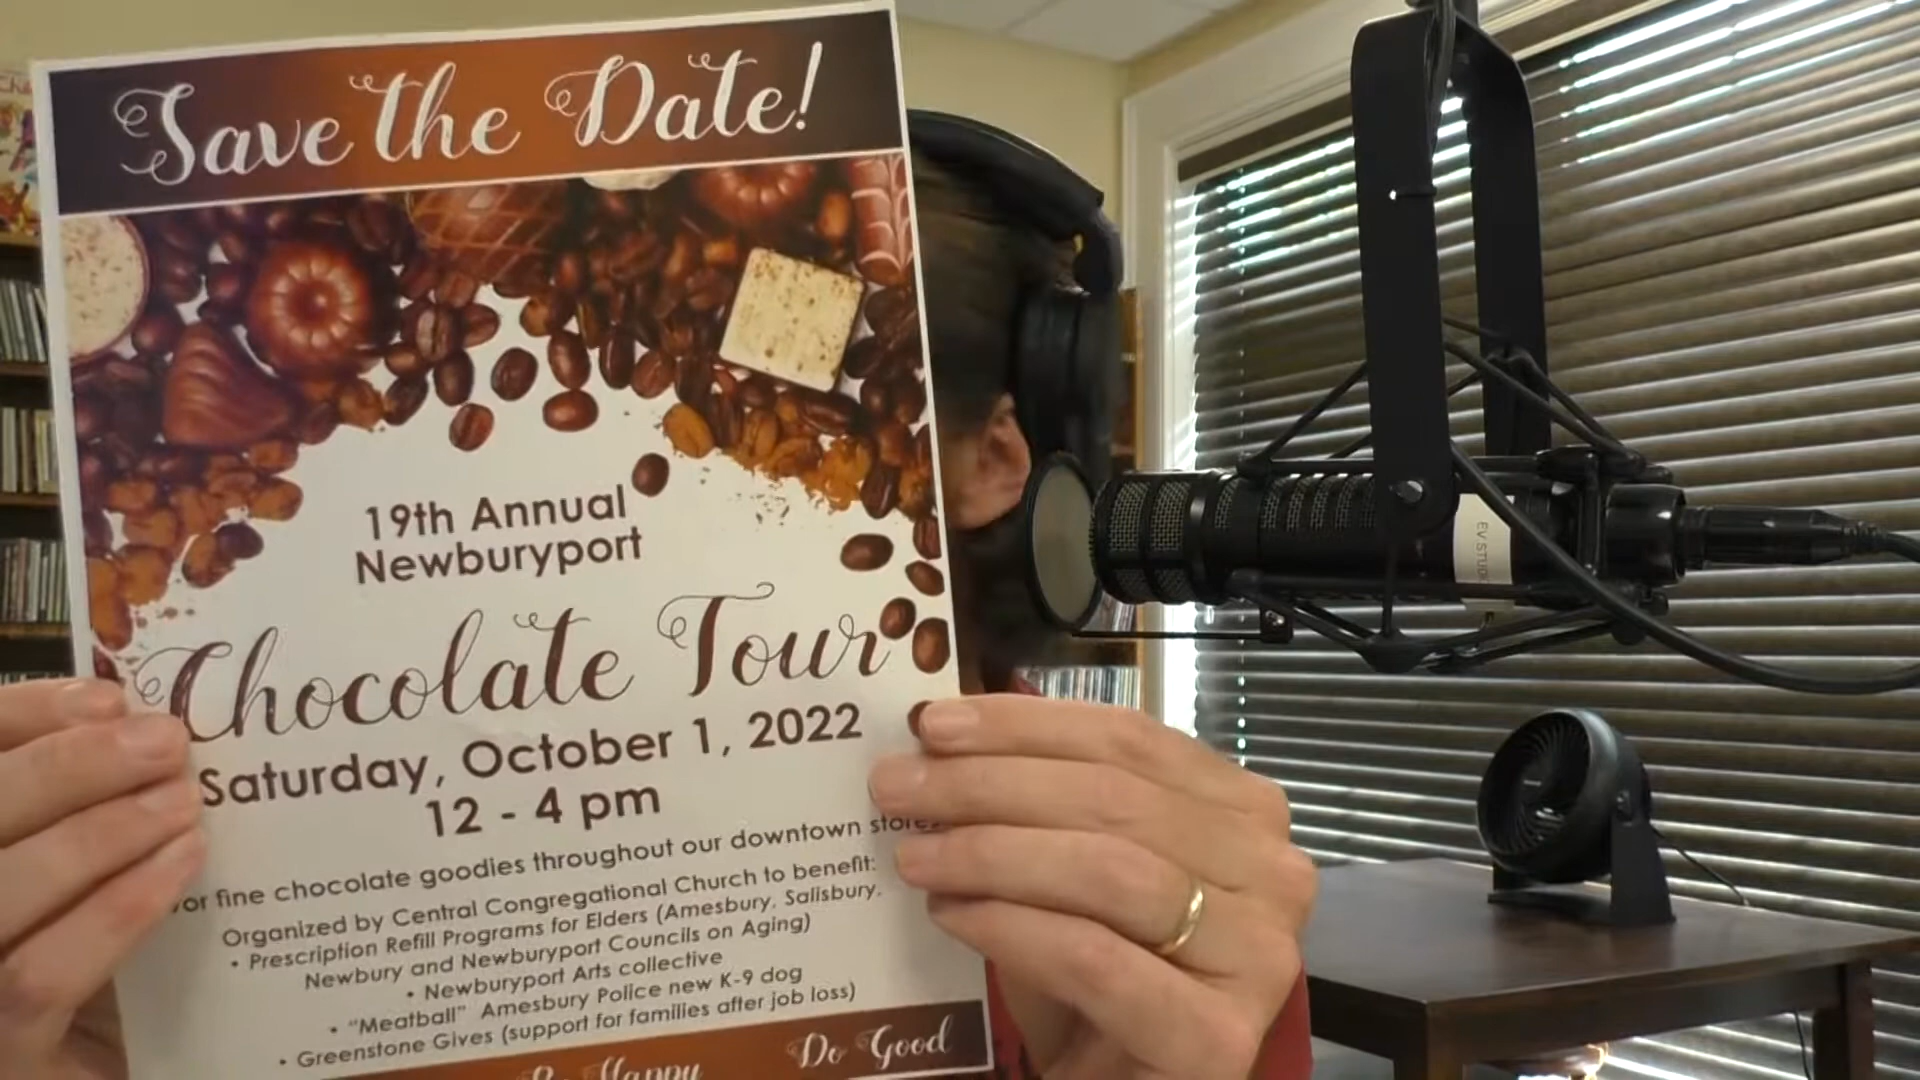 Save the Date!
19th Annual
Newburyport
Chocolate Tour
Saturday, October 1, 2022
12 - 4 pm
fine chocolate goodies throughout our downtown stores
Organized by Central Congregational Church to benefit:
• Prescription Refill Programs for Elders (Amesbury, Salisbury,
Newbury and Newburyport Councils on Aging)
• Newburyport Arts collective
• "Meatball" Amesbury Police new K-9 dog
• Greenstone Gives (support for families after job loss)
Happy Do Good
EV